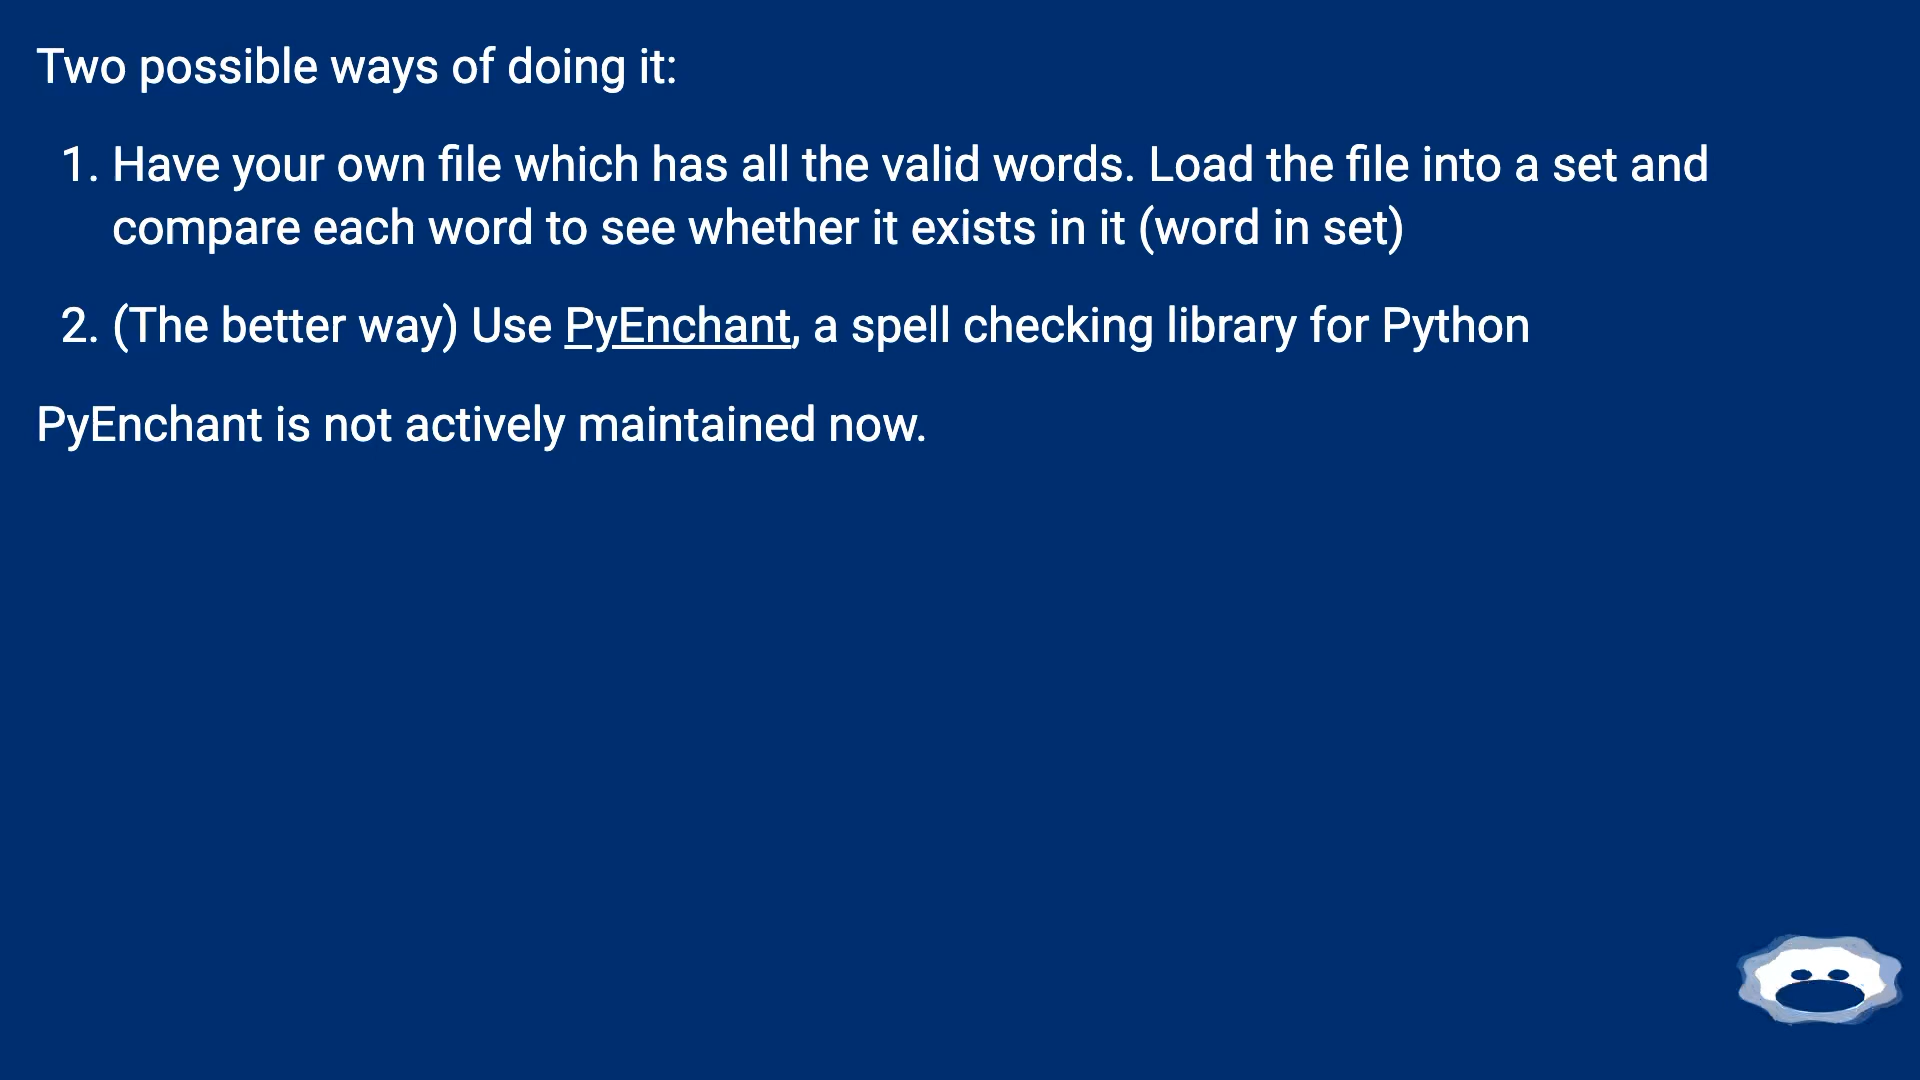 Two possible ways of doing it:
1. Have your own file which has all the valid words. Load the file into a set and
compare each word to see whether it exists in it (word in set)
2. (The better way) Use PyEnchant, a spell checking library for Python
PyEnchant is not actively maintained now.